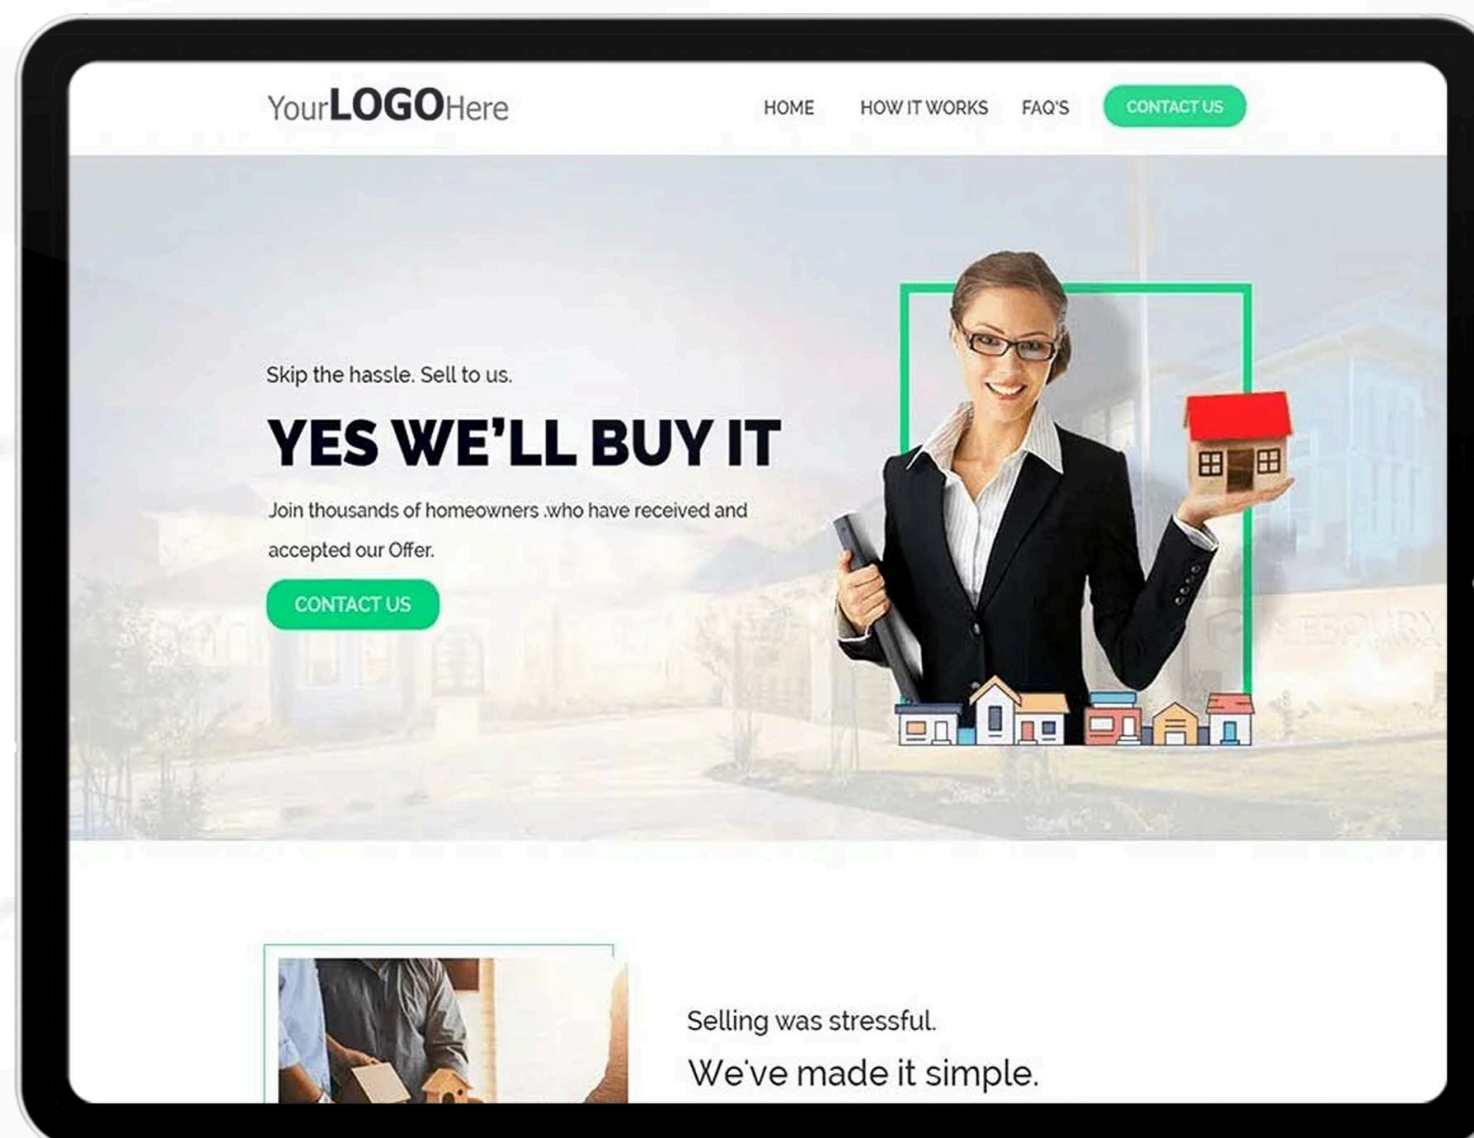 YourLOGOHere
HOME HOW IT WORKS FAQ'S CONTACT US
Skip the hassle. Sell to us.
YES WE'LL BUY IT
Join thousands of homeowners .who have received and
accepted our Offer.
CONTACT US
Selling was stressful.
We've made it simple.